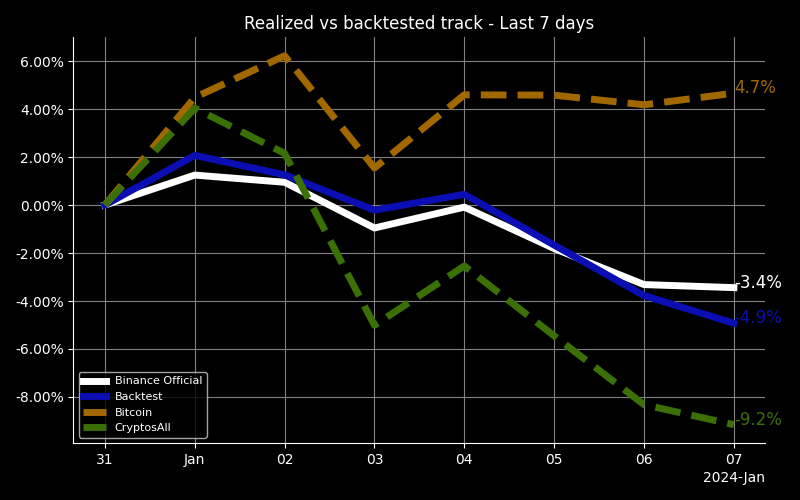 Realized vs backtested track - Last 7 days
6.00%
4.00%
2.00%
0.00%
-2.00%
-4.00%
-6.00%
-8.00%
4.7%
-3.4%
-4.9%
-9.2%
Binance Official
Backtest
Bitcoin
CryptosAll
31 Jan 02 03 04 05 06 07
2024-Jan